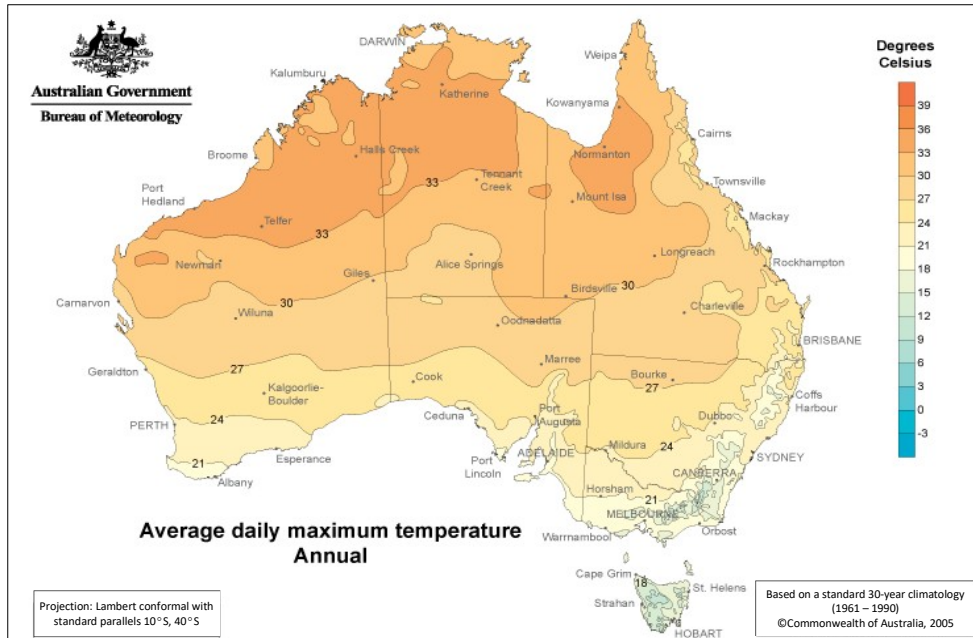 Australian Government
Bureau of Meteorology
Average daily maximum temperature
Annual
Projection: Lambert conformal with
standard parallels 10°S, 40°S
Based on a standard 30-year climatology
(1961 – 1990)
©Commonwealth of Australia, 2005
Degrees
Celsius
39
36
33
30
27
24
21
18
15
12
9
6
3
0
-3
DARWIN
Weipa
Kalumburu
Katherine
Kowanyama
Cairns
Halls Creek
Normanton
Broome
33
Tennant
Creek
Townsville
Port
Hedland
Mount Isa
Mackay
Telfer
33
Newman
Alice Springs
Longreach
Rockhampton
Giles
30
Birdsville
30
Carnarvon
Charleville
Wiluna
Oodnadatta
BRISBANE
Geraldton
27
Marree
Bourke
27
Cook
Kalgoorlie-
Boulder
Coffs
Harbour
24
PERTH
Ceduna
Port
Augusta
Dubbo
Mildura
24
21
Esperance
Port
Lincoln
ADELAIDE
SYDNEY
Albany
CANBERRA
Horsham
21
MELBOURNE
Warrnambool
Orbost
Cape Grim
18
St. Helens
Strahan
HOBART